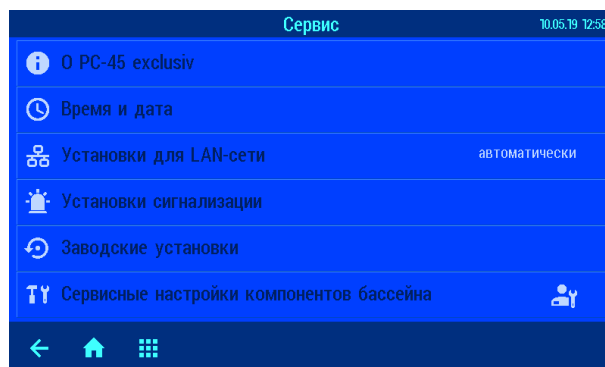 Сервис
10.05.19 12:58
О PC-45 exclusiv
Время и дата
Установки для LAN-сети
автоматически
Установки сигнализации
Заводские установки
Сервисные настройки компонентов бассейна